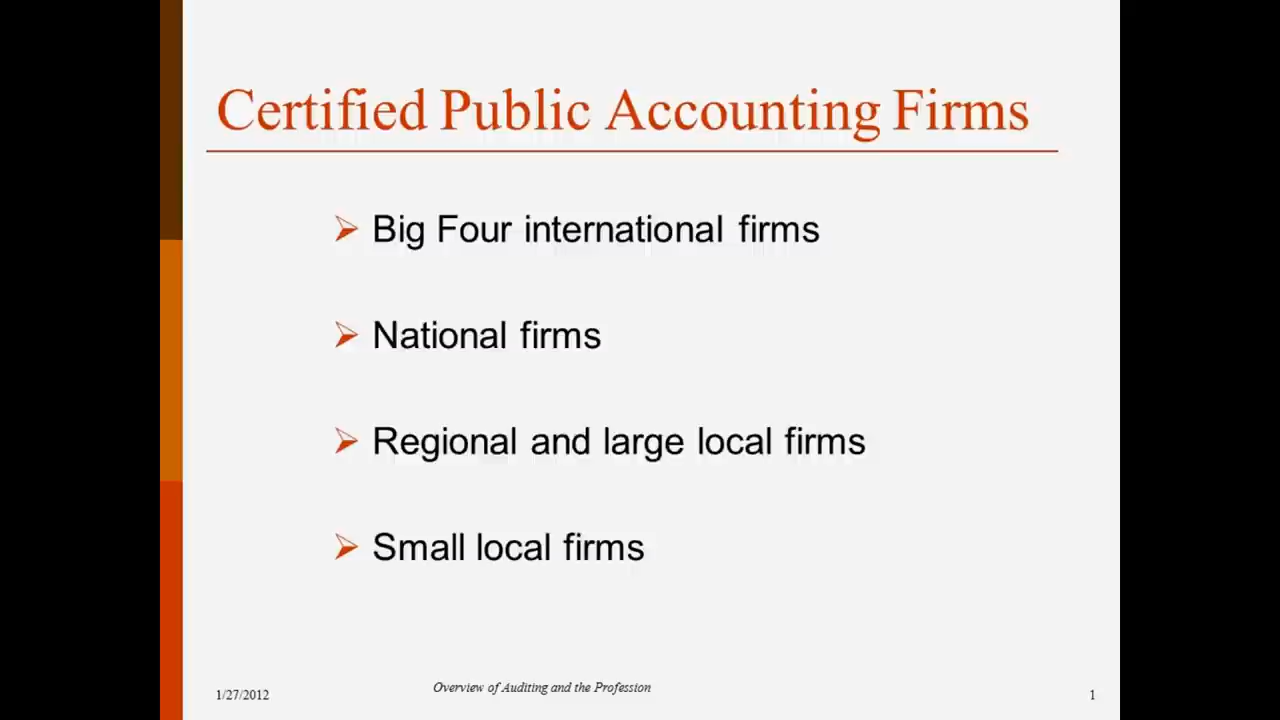 Certified Public Accounting Firms
Big Four international firms
National firms
Regional and large local firms
Small local firms
1/27/2012
Overview of Auditing and the Profession
1